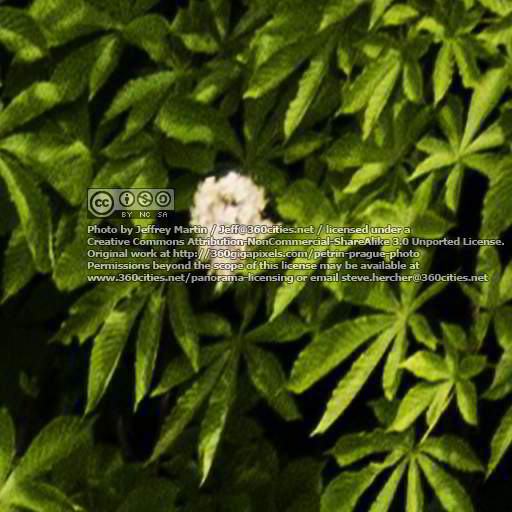 cc BY NC SA
Photo by Jeffrey Martin / Jeff@360cities.net / licensed under a
Creative Commons Attribution-NonCommercial-ShareAlike 3.0 Unported License.
Original work at http://360gigapixels.com/petrin-prague-photo
Permissions beyond the scope of this license may be available at
www.360cities.net/panorama-licensing or email steve.hercher@360cities.net